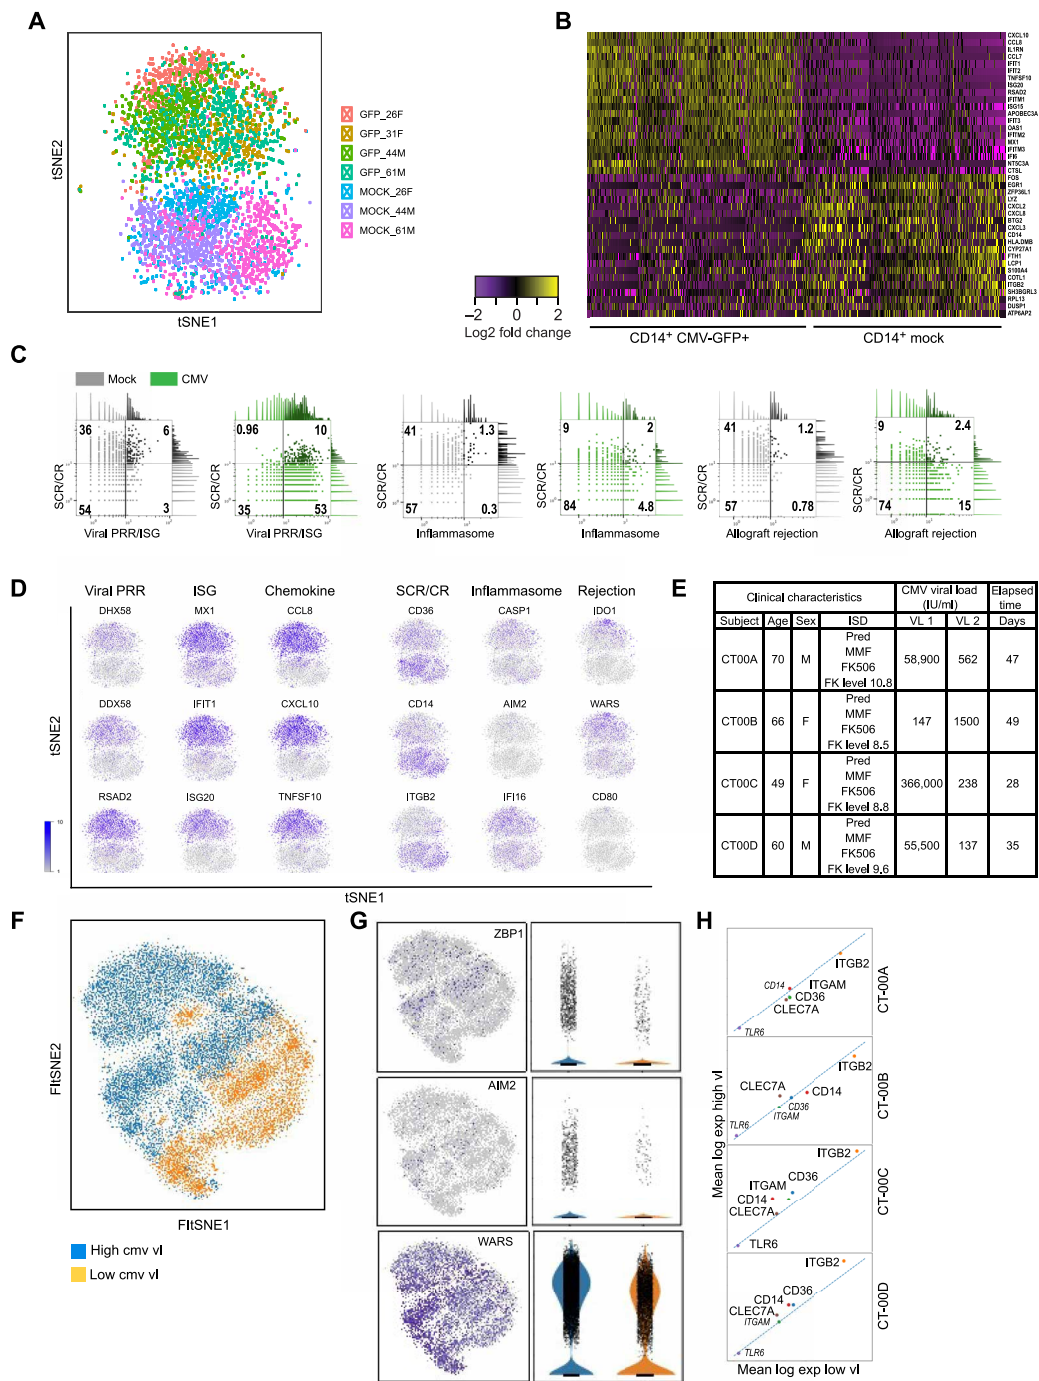 A
tSNE2
tSNE1
GFP_26F
GFP_31F
GFP_44M
GFP_61M
MOCK_26F
MOCK_44M
MOCK_61M
−2 0 2
Log2 fold change
B
CXCL10
CCL8
IL1RN
CCL7
IFIT1
IFIT2
TNFSF10
ISG20
RSAD2
IFITM1
ISG15
APOBEC3A
IFIT3
OAS1
IFITM2
MX1
IFITM3
IFI6
NT5C3A
CTSL
FOS
EGR1
ZFP36L1
LYZ
CXCL2
CXCL8
BTG2
CXCL3
CD14
HLA.DMB
CYP27A1
FTH1
LCP1
S100A4
COTL1
ITGB2
SH3BGRL3
RPL13
DUSP1
ATP6AP2
CD14⁺ CMV-GFP+
CD14⁺ mock
C
Mock
CMV
SCR/CR
36 6
54 3
Viral PRR/ISG
SCR/CR
0.96 10
35 53
Viral PRR/ISG
SCR/CR
41 1.3
57 0.3
Inflammasome
SCR/CR
9 2
84 4.8
Inflammasome
SCR/CR
41 1.2
57 0.78
Allograft rejection
SCR/CR
9 2.4
74 15
Allograft rejection
D
Viral PRR ISG Chemokine SCR/CR Inflammasome Rejection
DHX58 MX1 CCL8 CD36 CASP1 IDO1
DDX58 IFIT1 CXCL10 CD14 AIM2 WARS
RSAD2 ISG20 TNFSF10 ITGB2 IFI16 CD80
tSNE2
10
1
tSNE1
E
Clinical characteristics CMV viral load (IU/ml) Elapsed time
Subject Age Sex ISD VL 1 VL 2 Days
CT00A 70 M Pred MMF FK506 FK level 10.8 58,900 562 47
CT00B 66 F Pred MMF FK506 FK level 8.5 147 1500 49
CT00C 49 F Pred MMF FK506 FK level 8.8 366,000 238 28
CT00D 60 M Pred MMF FK506 FK level 9.6 55,500 137 35
F
FItSNE2
FItSNE1
High cmv vl
Low cmv vl
G
ZBP1
AIM2
WARS
H
Mean log exp high vl
ITGB2
CD14
ITGAM
CD36
CLEC7A
TLR6
CT-00A
ITGB2
CLEC7A
CD14
CD36
ITGAM
TLR6
CT-00B
ITGB2
CD36
ITGAM
CD14
CLEC7A
TLR6
CT-00C
ITGB2
CD36
CD14
CLEC7A
ITGAM
TLR6
CT-00D
Mean log exp low vl